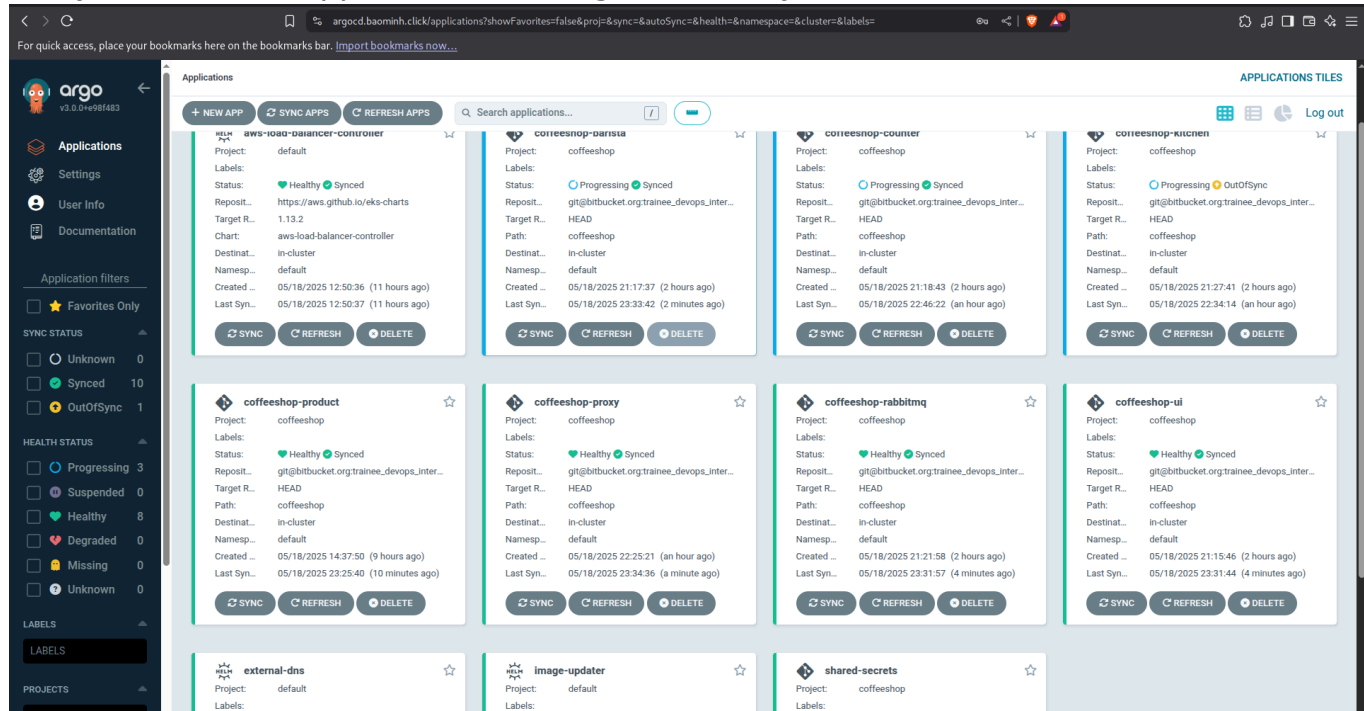 argocd.baominh.click/applications?showFavorites=false&proj=&sync=&autoSync=&health=&namespace=&cluster=&labels=
For quick access, place your bookmarks here on the bookmarks bar. Import bookmarks now…
argo
v3.0.0+e98f483
Applications
Settings
User Info
Documentation
Application filters
Favorites Only
SYNC STATUS
Unknown 0
Synced 10
OutOfSync 1
HEALTH STATUS
Progressing 3
Suspended 0
Healthy 8
Degraded 0
Missing 0
Unknown 0
LABELS
LABELS
PROJECTS
Applications
APPLICATIONS TILES
+ NEW APP SYNC APPS REFRESH APPS Search applications... / Log out
HELM aws-load-balancer-controller
Project: default
Labels:
Status: Healthy Synced
Reposit... https://aws.github.io/eks-charts
Target R... 1.13.2
Chart: aws-load-balancer-controller
Destinat... in-cluster
Namesp... default
Created ... 05/18/2025 12:50:36 (11 hours ago)
Last Syn... 05/18/2025 12:50:37 (11 hours ago)
SYNC REFRESH DELETE
coffeeshop-barista
Project: coffeeshop
Labels:
Status: Progressing Synced
Reposit... git@bitbucket.org:trainee_devops_inter...
Target R... HEAD
Path: coffeeshop
Destinat... in-cluster
Namesp... default
Created ... 05/18/2025 21:17:37 (2 hours ago)
Last Syn... 05/18/2025 23:33:42 (2 minutes ago)
SYNC REFRESH DELETE
coffeeshop-counter
Project: coffeeshop
Labels:
Status: Progressing Synced
Reposit... git@bitbucket.org:trainee_devops_inter...
Target R... HEAD
Path: coffeeshop
Destinat... in-cluster
Namesp... default
Created ... 05/18/2025 21:18:43 (2 hours ago)
Last Syn... 05/18/2025 22:46:22 (an hour ago)
SYNC REFRESH DELETE
coffeeshop-kitchen
Project: coffeeshop
Labels:
Status: Progressing OutOfSync
Reposit... git@bitbucket.org:trainee_devops_inter...
Target R... HEAD
Path: coffeeshop
Destinat... in-cluster
Namesp... default
Created ... 05/18/2025 21:27:41 (2 hours ago)
Last Syn... 05/18/2025 22:34:14 (an hour ago)
SYNC REFRESH DELETE
coffeeshop-product
Project: coffeeshop
Labels:
Status: Healthy Synced
Reposit... git@bitbucket.org:trainee_devops_inter...
Target R... HEAD
Path: coffeeshop
Destinat... in-cluster
Namesp... default
Created ... 05/18/2025 14:37:50 (9 hours ago)
Last Syn... 05/18/2025 23:25:40 (10 minutes ago)
SYNC REFRESH DELETE
coffeeshop-proxy
Project: coffeeshop
Labels:
Status: Healthy Synced
Reposit... git@bitbucket.org:trainee_devops_inter...
Target R... HEAD
Path: coffeeshop
Destinat... in-cluster
Namesp... default
Created ... 05/18/2025 22:25:21 (an hour ago)
Last Syn... 05/18/2025 23:34:36 (a minute ago)
SYNC REFRESH DELETE
coffeeshop-rabbitmq
Project: coffeeshop
Labels:
Status: Healthy Synced
Reposit... git@bitbucket.org:trainee_devops_inter...
Target R... HEAD
Path: coffeeshop
Destinat... in-cluster
Namesp... default
Created ... 05/18/2025 21:21:58 (2 hours ago)
Last Syn... 05/18/2025 23:31:57 (4 minutes ago)
SYNC REFRESH DELETE
coffeeshop-ui
Project: coffeeshop
Labels:
Status: Healthy Synced
Reposit... git@bitbucket.org:trainee_devops_inter...
Target R... HEAD
Path: coffeeshop
Destinat... in-cluster
Namesp... default
Created ... 05/18/2025 21:15:46 (2 hours ago)
Last Syn... 05/18/2025 23:31:44 (4 minutes ago)
SYNC REFRESH DELETE
HELM external-dns
Project: default
Labels:
HELM image-updater
Project: default
Labels:
shared-secrets
Project: coffeeshop
Labels: